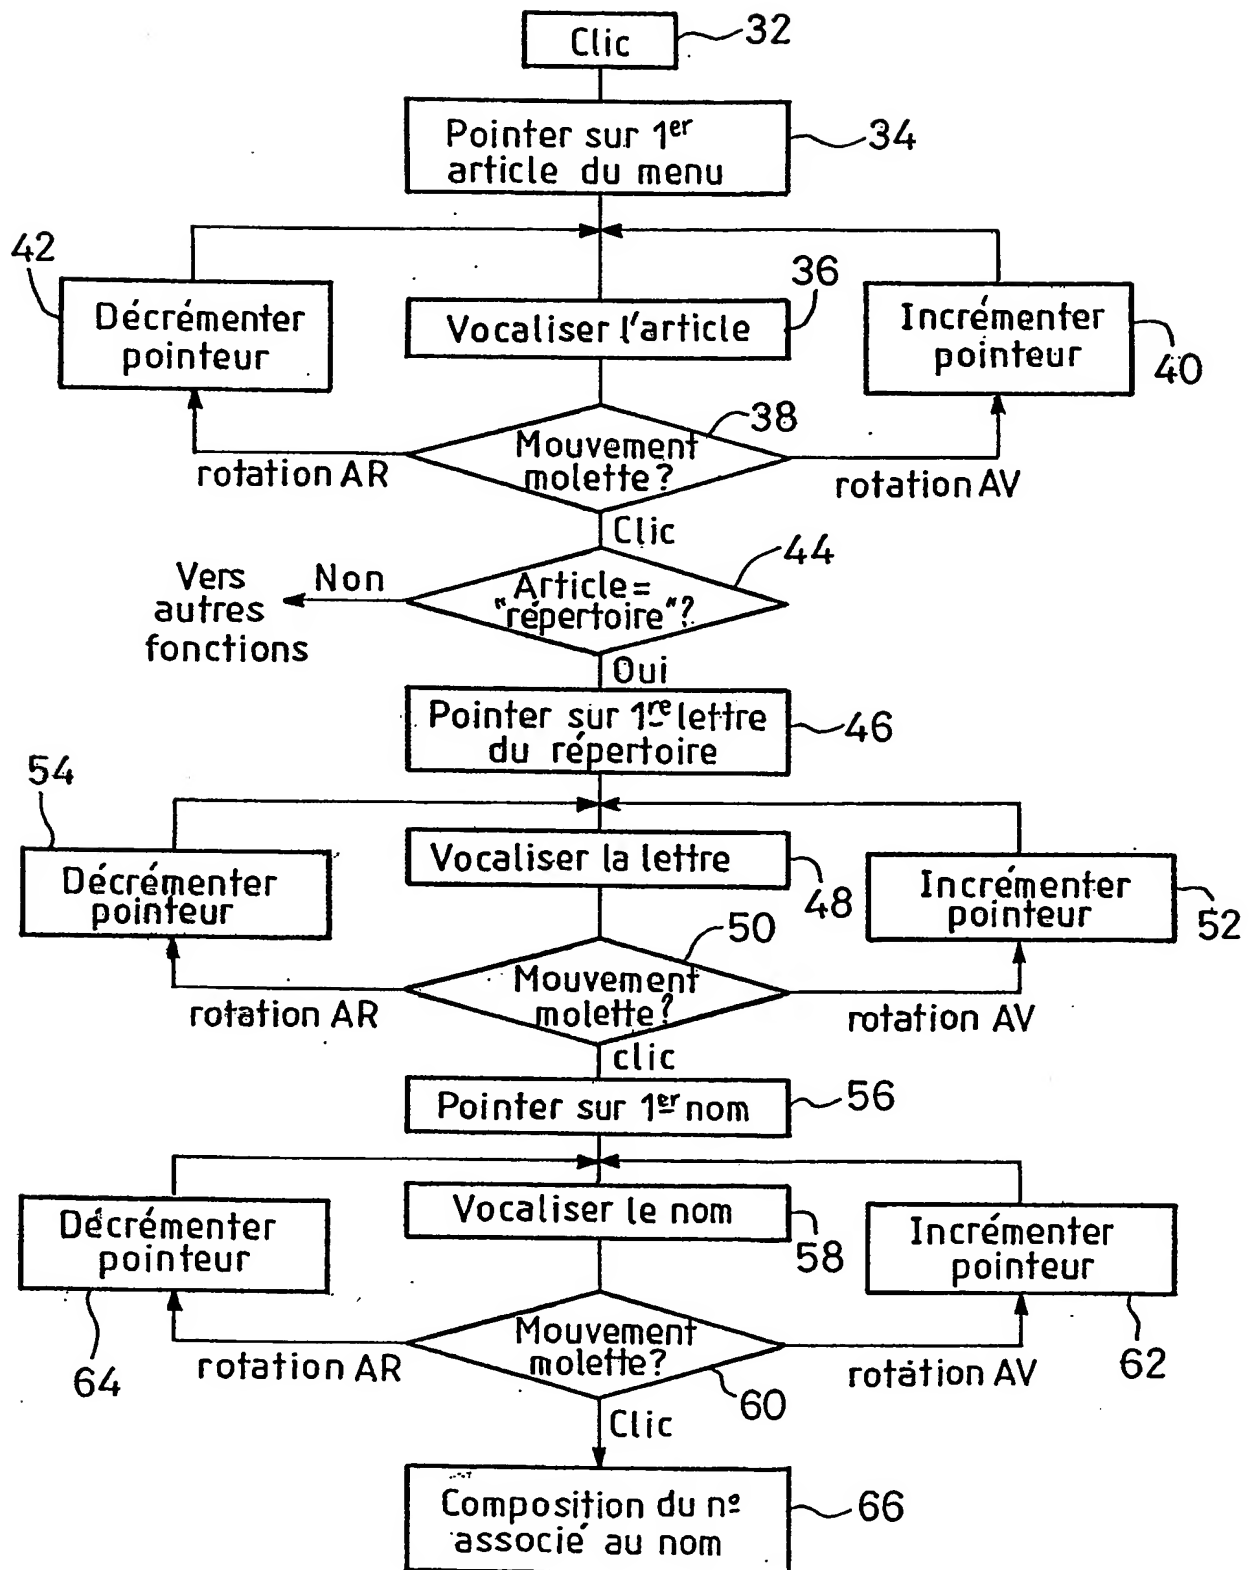 Clic
32
Pointer sur 1er
article du menu
34
42
Décrémenter
pointeur
Vocaliser l'article
36
Incrémenter
pointeur
40
Mouvement
molette?
38
rotation AR
rotation AV
Clic
Article=
"répertoire"?
44
Non
Vers
autres
fonctions
Oui
Pointer sur 1re lettre
du répertoire
46
54
Décrémenter
pointeur
Vocaliser la lettre
48
Incrémenter
pointeur
52
Mouvement
molette?
50
rotation AR
rotation AV
clic
Pointer sur 1er nom
56
Décrémenter
pointeur
64
Vocaliser le nom
58
Incrémenter
pointeur
62
Mouvement
molette?
60
rotation AR
rotation AV
Clic
Composition du nº
associé au nom
66